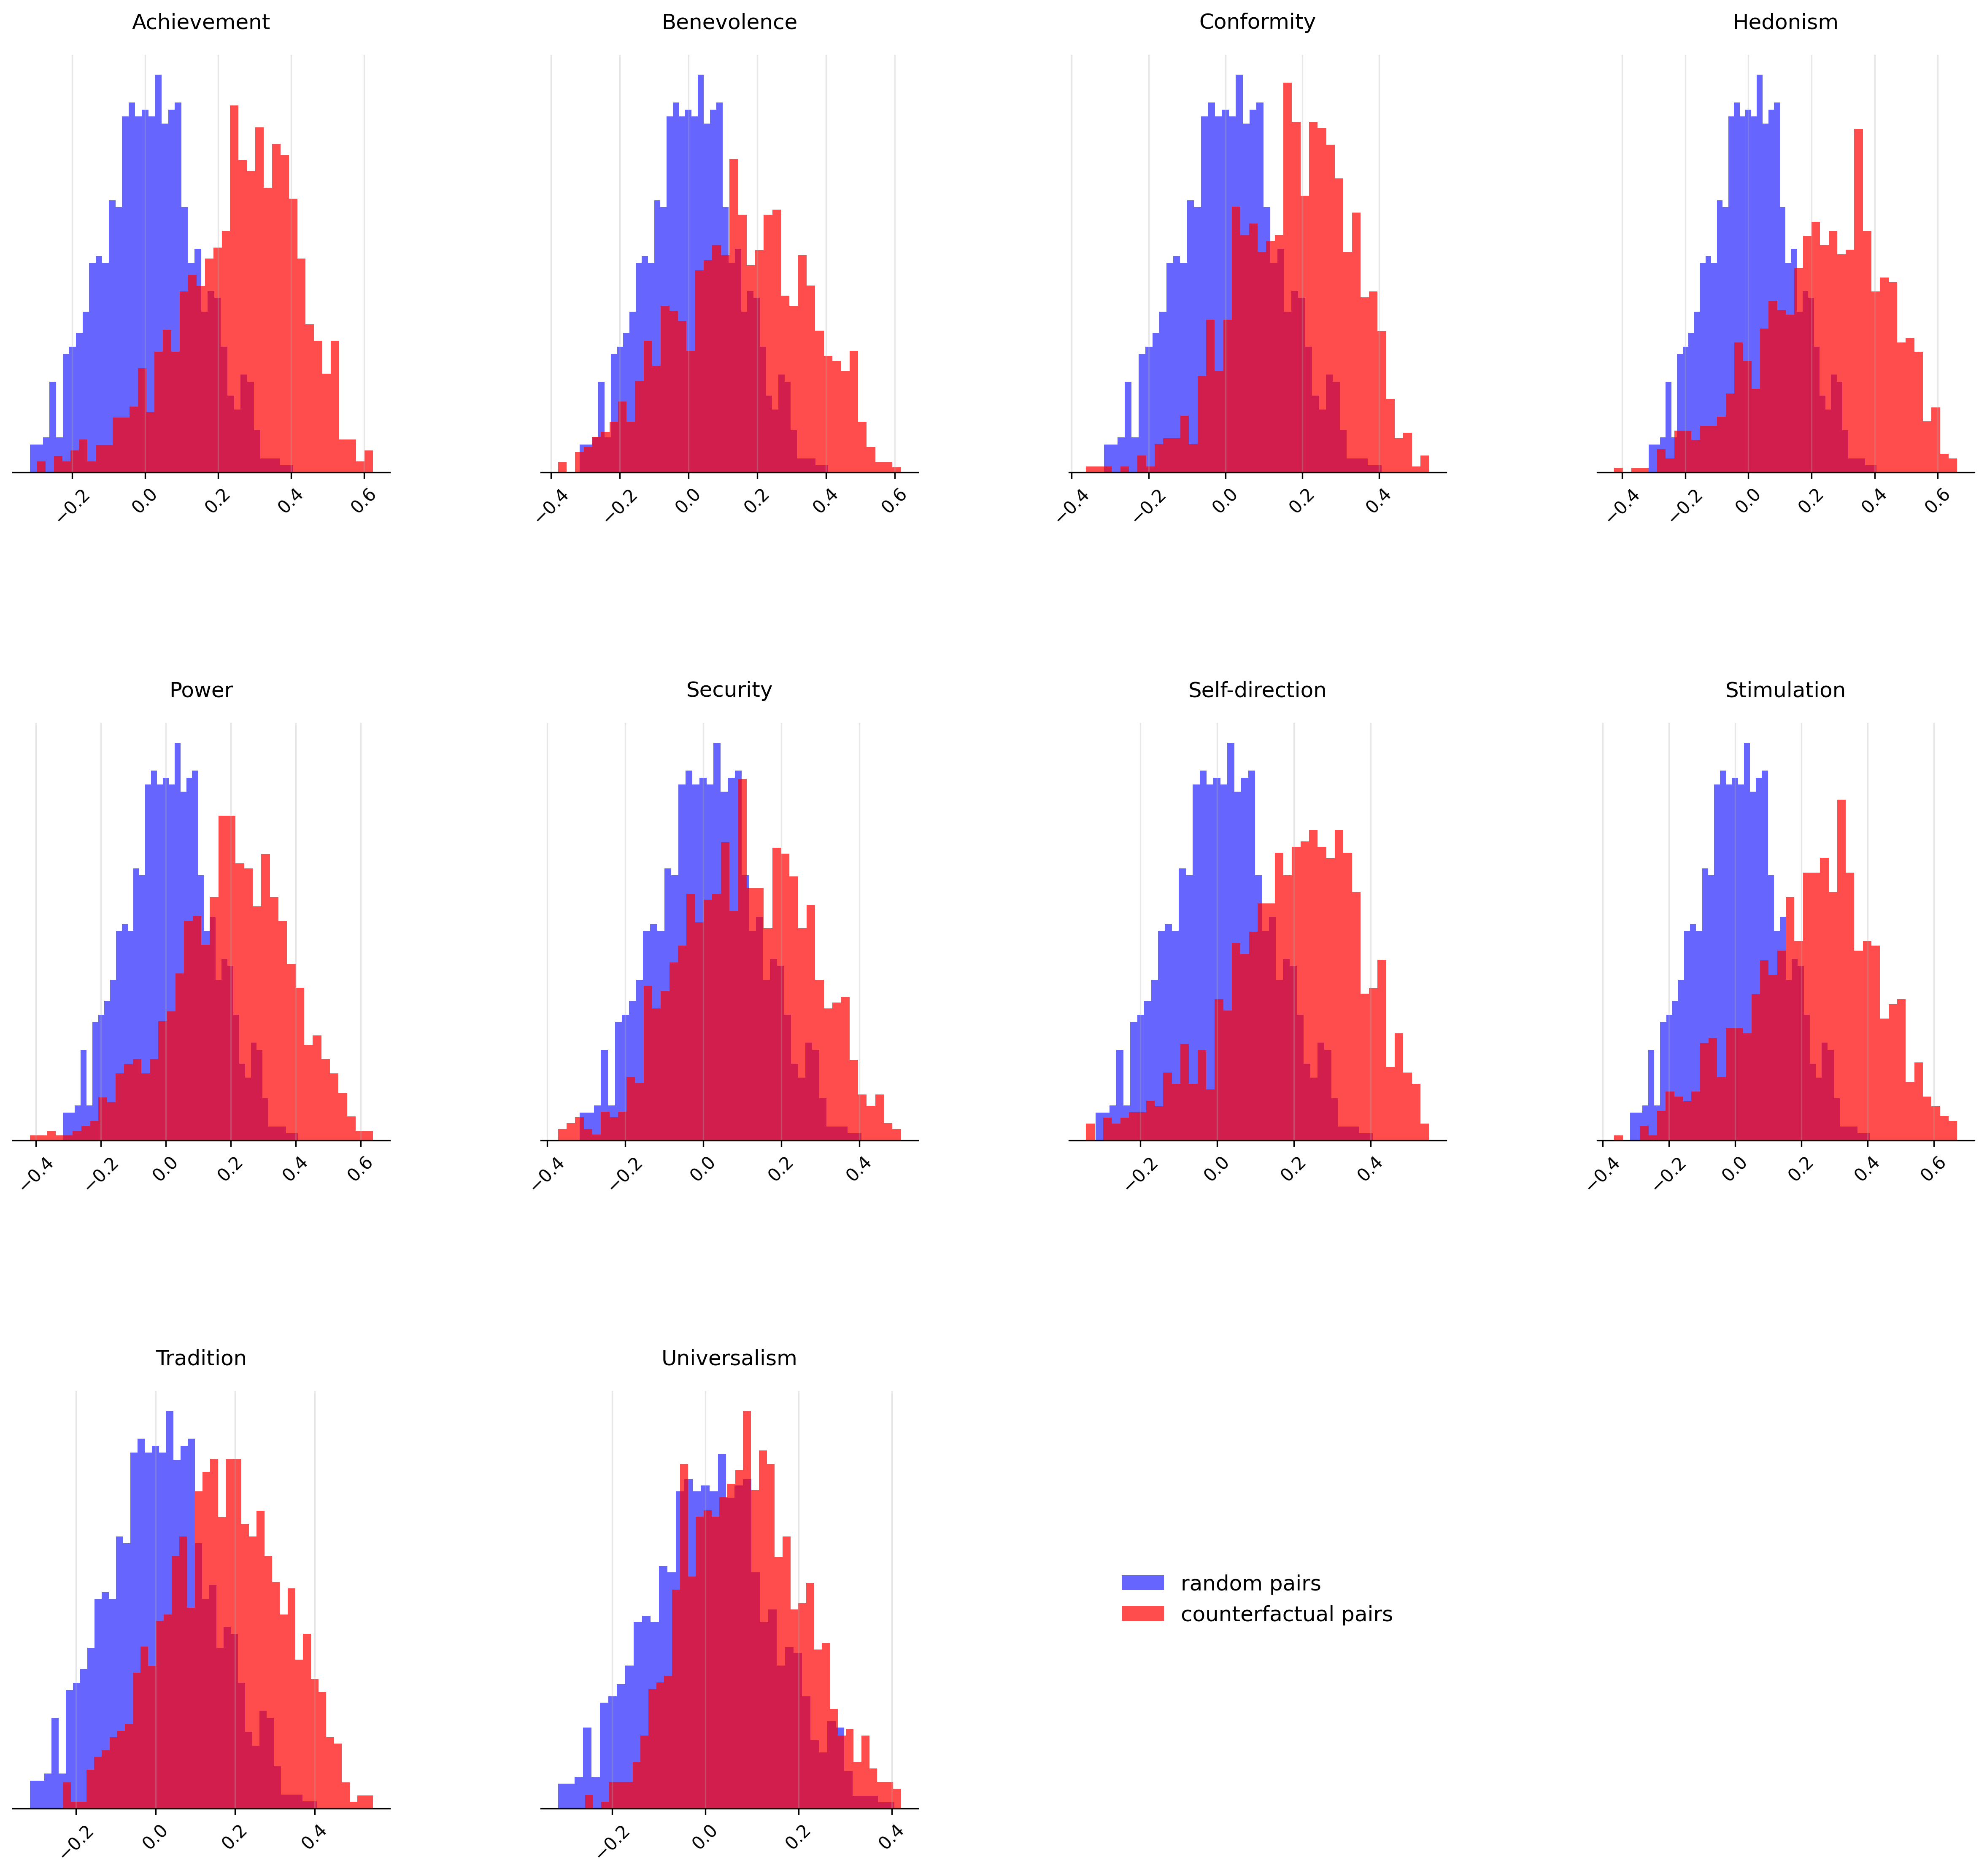 Achievement Benevolence Conformity Hedonism
−0.2 0.0 0.2 0.4 0.6 −0.4 −0.2 0.0 0.2 0.4 0.6 −0.4 −0.2 0.0 0.2 0.4 −0.4 −0.2 0.0 0.2 0.4 0.6
Power Security Self-direction Stimulation
−0.4 −0.2 0.0 0.2 0.4 0.6 −0.4 −0.2 0.0 0.2 0.4 −0.2 0.0 0.2 0.4 −0.4 −0.2 0.0 0.2 0.4 0.6
Tradition Universalism
random pairs
counterfactual pairs
−0.2 0.0 0.2 0.4 −0.2 0.0 0.2 0.4